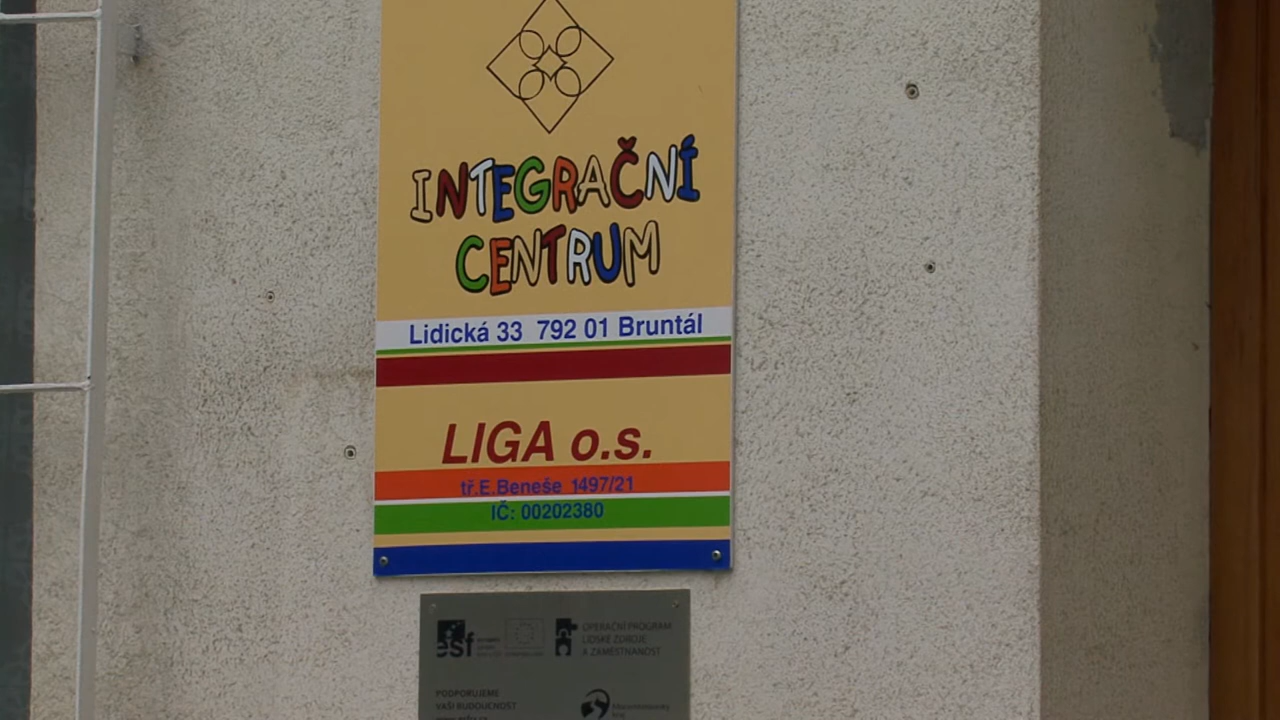 INTEGRAČNÍ
CENTRUM
Lidická 33 792 01 Bruntál
LIGA o.s.
tř.E.Beneše 1497/21
IČ: 00202380
esf
OPERAČNÍ PROGRAM
LIDSKÉ ZDROJE
A ZAMĚSTNANOST
PODPORUJEME
VAŠI BUDOUCNOST